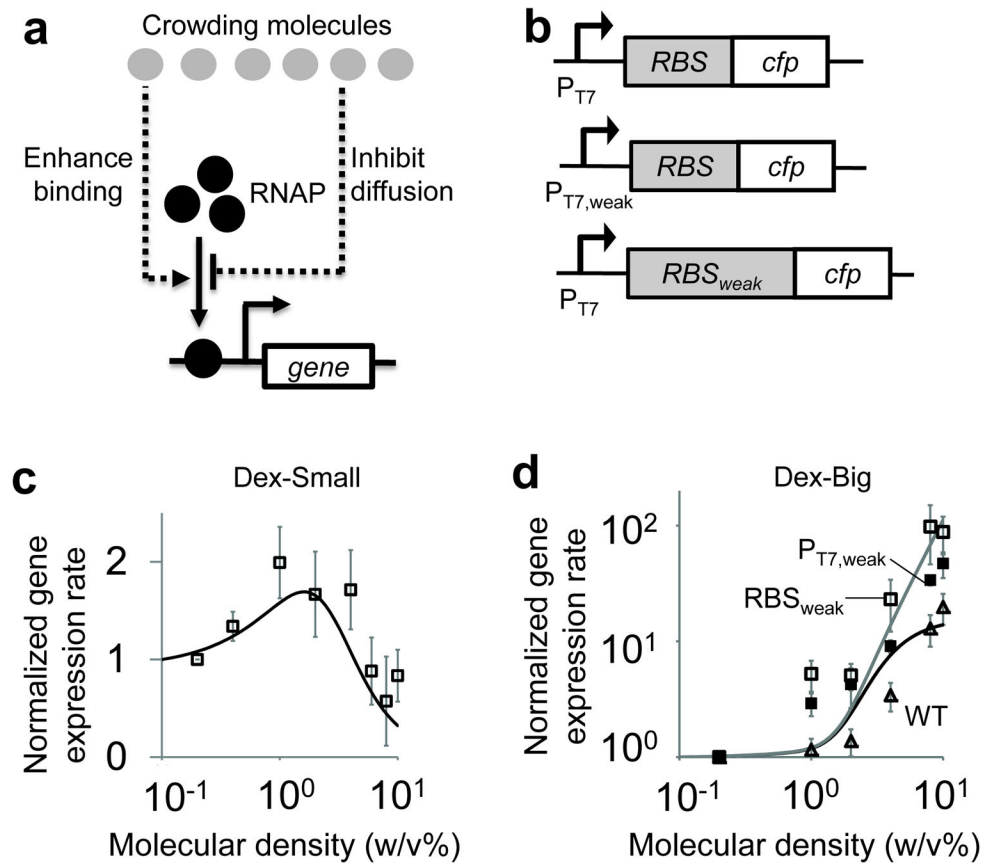 a
Crowding molecules
Enhance
binding
RNAP
Inhibit
diffusion
gene
b
RBS cfp
P_T7
RBS cfp
P_T7,weak
RBS_weak cfp
P_T7
c
Dex-Small
Normalized gene
expression rate
2
1
0
10^-1 10^0 10^1
Molecular density (w/v%)
d
Dex-Big
Normalized gene
expression rate
10^2
10^1
10^0
P_T7,weak
RBS_weak
WT
10^-1 10^0 10^1
Molecular density (w/v%)